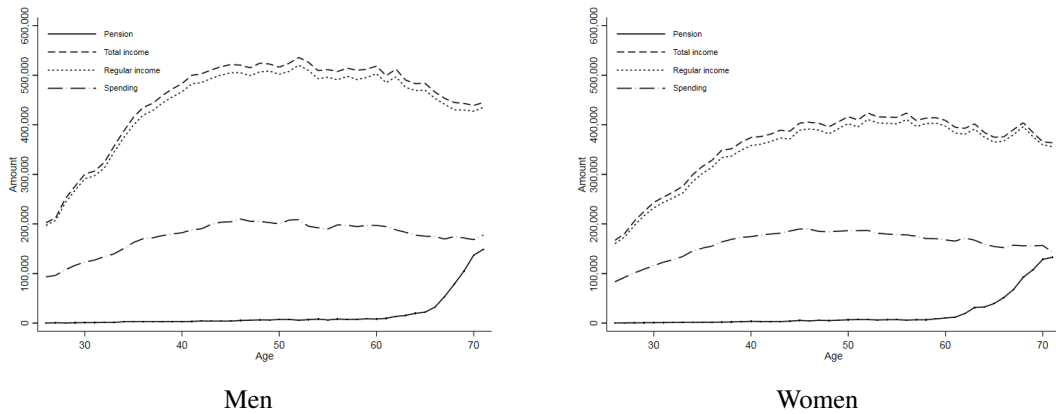 600,000
500,000
400,000
300,000
200,000
100,000
0
Amount
Pension
Total income
Regular income
Spending
30 40 50 60 70
Age
Men
600,000
500,000
400,000
300,000
200,000
100,000
0
Amount
Pension
Total income
Regular income
Spending
30 40 50 60 70
Age
Women